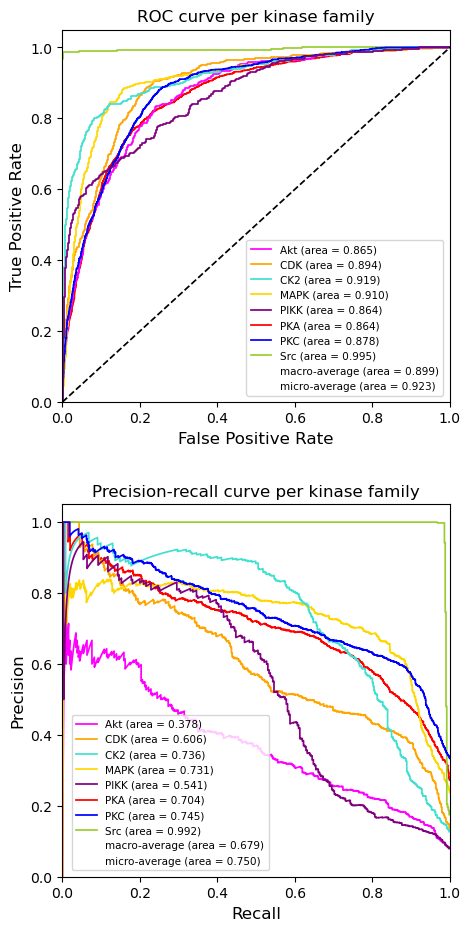 ROC curve per kinase family
1.0
0.8
0.6
0.4
0.2
0.0
True Positive Rate
Akt (area = 0.865)
CDK (area = 0.894)
CK2 (area = 0.919)
MAPK (area = 0.910)
PIKK (area = 0.864)
PKA (area = 0.864)
PKC (area = 0.878)
Src (area = 0.995)
macro-average (area = 0.899)
micro-average (area = 0.923)
0.0 0.2 0.4 0.6 0.8 1.0
False Positive Rate
Precision-recall curve per kinase family
1.0
0.8
0.6
0.4
0.2
0.0
Precision
Akt (area = 0.378)
CDK (area = 0.606)
CK2 (area = 0.736)
MAPK (area = 0.731)
PIKK (area = 0.541)
PKA (area = 0.704)
PKC (area = 0.745)
Src (area = 0.992)
macro-average (area = 0.679)
micro-average (area = 0.750)
0.0 0.2 0.4 0.6 0.8 1.0
Recall